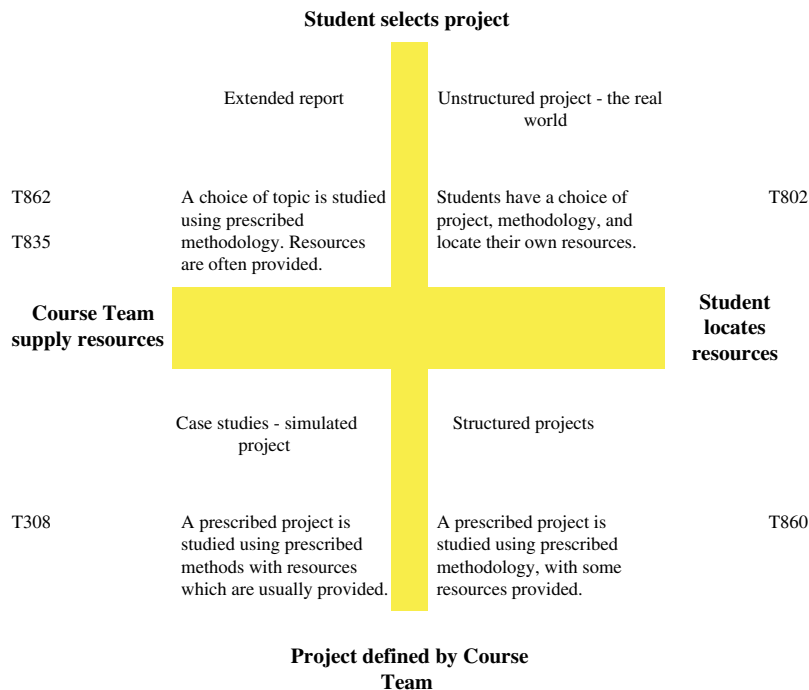 Student selects project
Extended report
Unstructured project - the real
world
T862
T835
A choice of topic is studied
using prescribed
methodology. Resources
are often provided.
Students have a choice of
project, methodology, and
locate their own resources.
T802
Course Team
supply resources
Student
locates
resources
Case studies - simulated
project
Structured projects
T308
A prescribed project is
studied using prescribed
methods with resources
which are usually provided.
A prescribed project is
studied using prescribed
methodology, with some
resources provided.
T860
Project defined by Course
Team